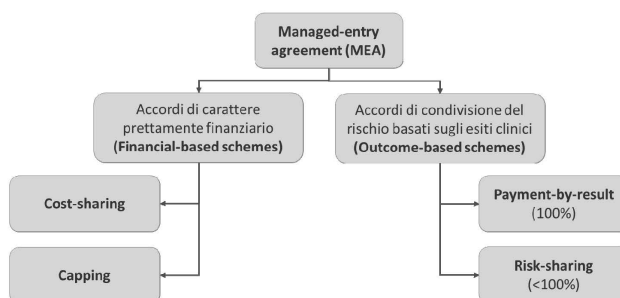 Managed-entry
agreement (MEA)
Accordi di carattere
prettamente finanziario
(Financial-based schemes)
Accordi di condivisione del
rischio basati sugli esiti clinici
(Outcome-based schemes)
Cost-sharing
Capping
Payment-by-result
(100%)
Risk-sharing
(<100%)